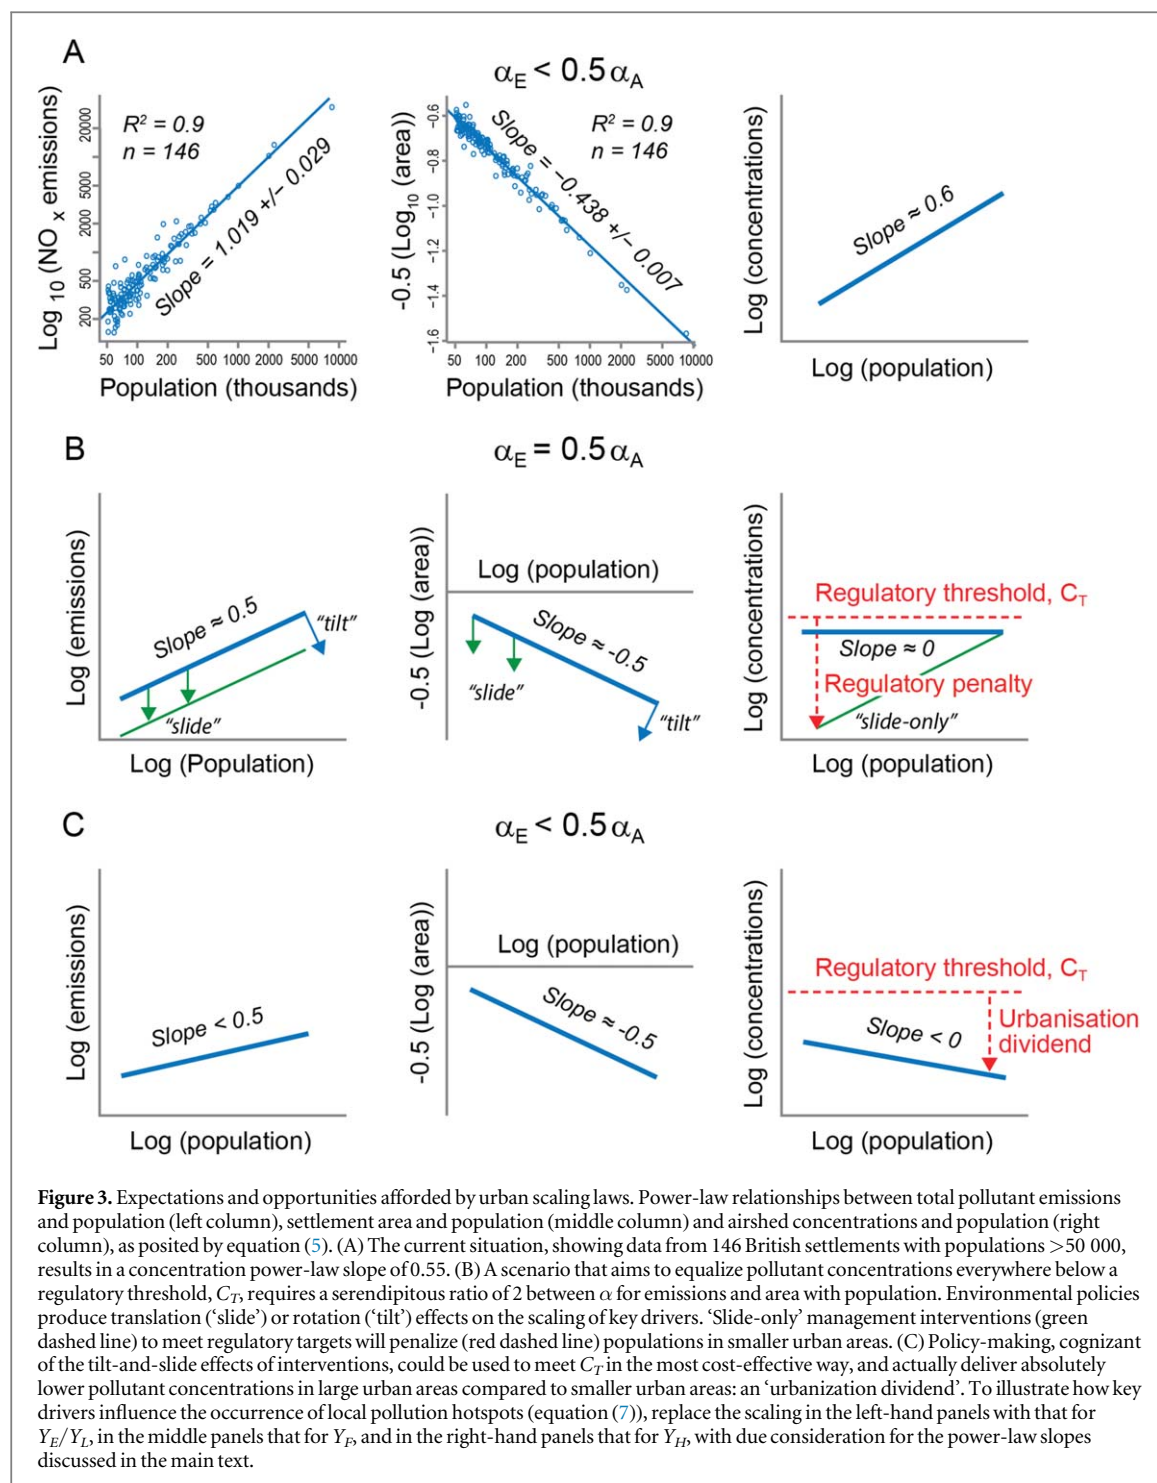 A
αE < 0.5αA
Log 10 (NO x emissions)
20000
5000
2000
500
200
R² = 0.9
n = 146
Slope = 1.019 +/− 0.029
50 100 200 500 1000 2000 5000 10000
Population (thousands)
-0.5 (Log10 (area))
−0.6
−0.8
−1.0
−1.2
−1.4
−1.6
R² = 0.9
n = 146
Slope = −0.438 +/− 0.007
50 100 200 500 1000 2000 5000 10000
Population (thousands)
Log (concentrations)
Slope ≈ 0.6
Log (population)
B
αE = 0.5αA
Log (emissions)
Slope ≈ 0.5
“tilt”
“slide”
Log (Population)
-0.5 (Log (area))
Log (population)
Slope ≈ -0.5
“slide”
“tilt”
Log (concentrations)
Regulatory threshold, CT
Slope ≈ 0
Regulatory penalty
“slide-only”
Log (population)
C
αE < 0.5αA
Log (emissions)
Slope < 0.5
Log (population)
-0.5 (Log (area))
Log (population)
Slope ≈ -0.5
Log (concentrations)
Regulatory threshold, CT
Slope < 0
Urbanisation
dividend
Log (population)
Figure 3. Expectations and opportunities afforded by urban scaling laws. Power-law relationships between total pollutant emissions
and population (left column), settlement area and population (middle column) and airshed concentrations and population (right
column), as posited by equation (5). (A) The current situation, showing data from 146 British settlements with populations >50 000,
results in a concentration power-law slope of 0.55. (B) A scenario that aims to equalize pollutant concentrations everywhere below a
regulatory threshold, CT, requires a serendipitous ratio of 2 between α for emissions and area with population. Environmental policies
produce translation (‘slide’) or rotation (‘tilt’) effects on the scaling of key drivers. ‘Slide-only’ management interventions (green
dashed line) to meet regulatory targets will penalize (red dashed line) populations in smaller urban areas. (C) Policy-making, cognizant
of the tilt-and-slide effects of interventions, could be used to meet CT in the most cost-effective way, and actually deliver absolutely
lower pollutant concentrations in large urban areas compared to smaller urban areas: an ‘urbanization dividend’. To illustrate how key
drivers influence the occurrence of local pollution hotspots (equation (7)), replace the scaling in the left-hand panels with that for
YE/YL, in the middle panels that for YF, and in the right-hand panels that for YH, with due consideration for the power-law slopes
discussed in the main text.